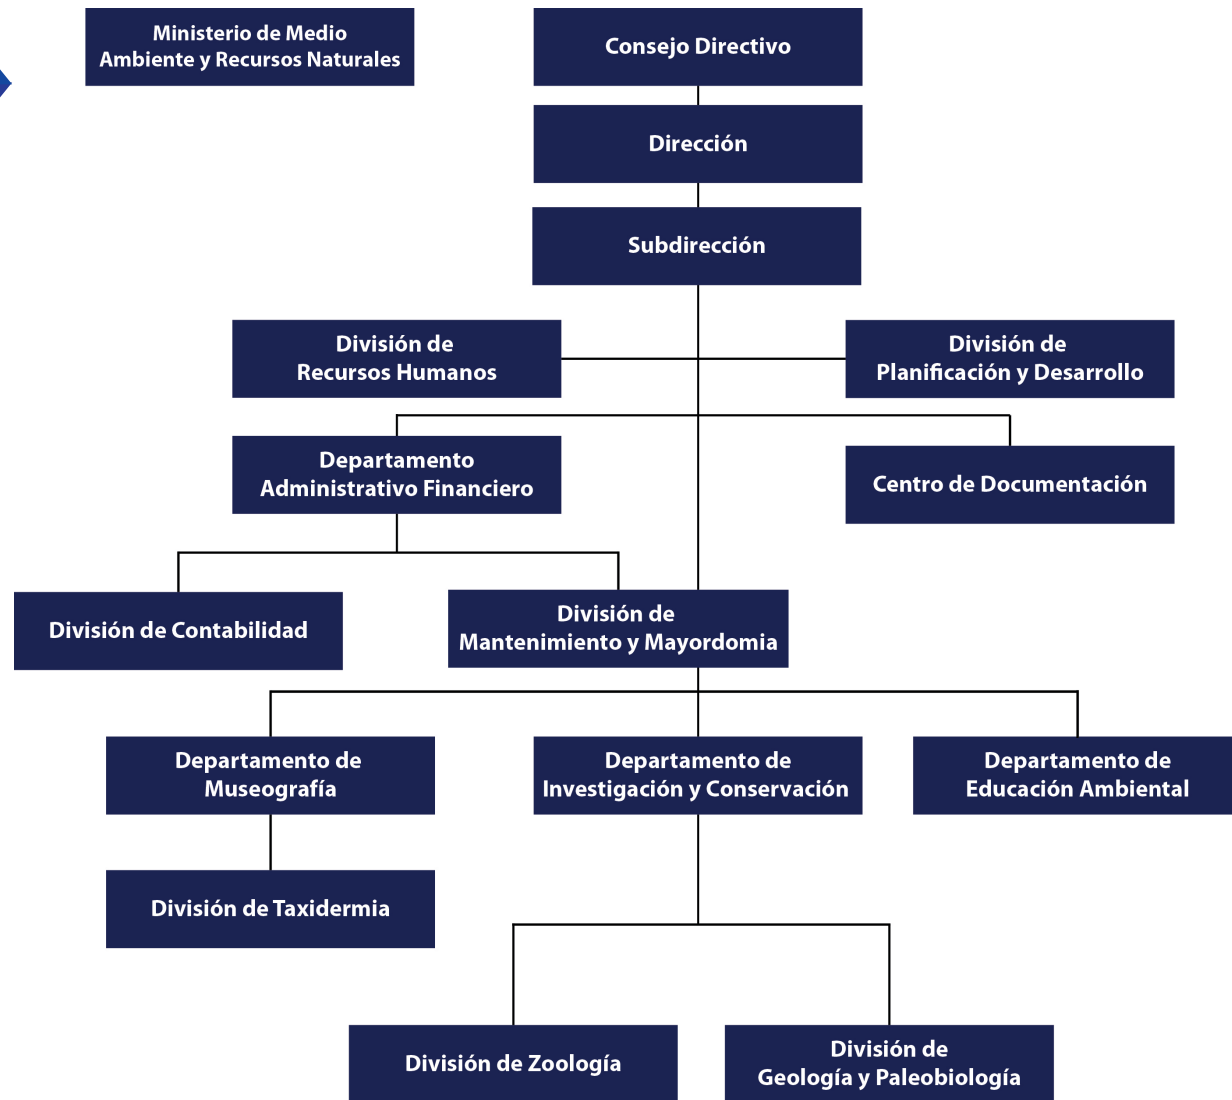 Ministerio de Medio
Ambiente y Recursos Naturales
Consejo Directivo
Dirección
Subdirección
División de
Recursos Humanos
División de
Planificación y Desarrollo
Departamento
Administrativo Financiero
Centro de Documentación
División de Contabilidad
División de
Mantenimiento y Mayordomia
Departamento de
Museografía
Departamento de
Investigación y Conservación
Departamento de
Educación Ambiental
División de Taxidermia
División de Zoología
División de
Geología y Paleobiología